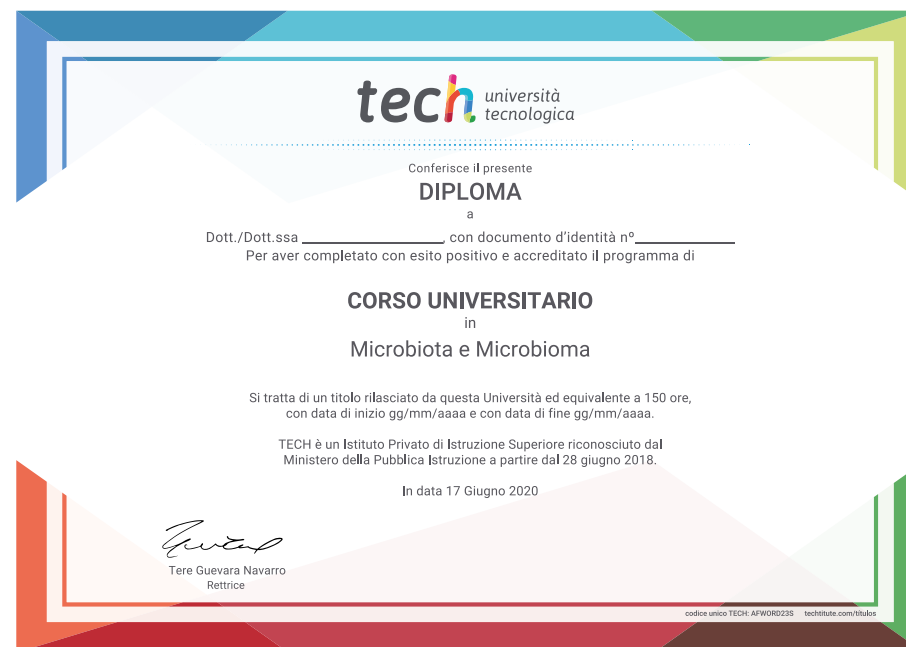 tech università
tecnologica
Conferisce il presente
DIPLOMA
a
Dott./Dott.ssa ____________________, con documento d'identità nº______________
Per aver completato con esito positivo e accreditato il programma di
CORSO UNIVERSITARIO
in
Microbiota e Microbioma
Si tratta di un titolo rilasciato da questa Università ed equivalente a 150 ore,
con data di inizio gg/mm/aaaa e con data di fine gg/mm/aaaa.
TECH è un Istituto Privato di Istruzione Superiore riconosciuto dal
Ministero della Pubblica Istruzione a partire dal 28 giugno 2018.
In data 17 Giugno 2020
Tere Guevara Navarro
Rettrice
codice unico TECH: AFWORD23S techtitute.com/titulos